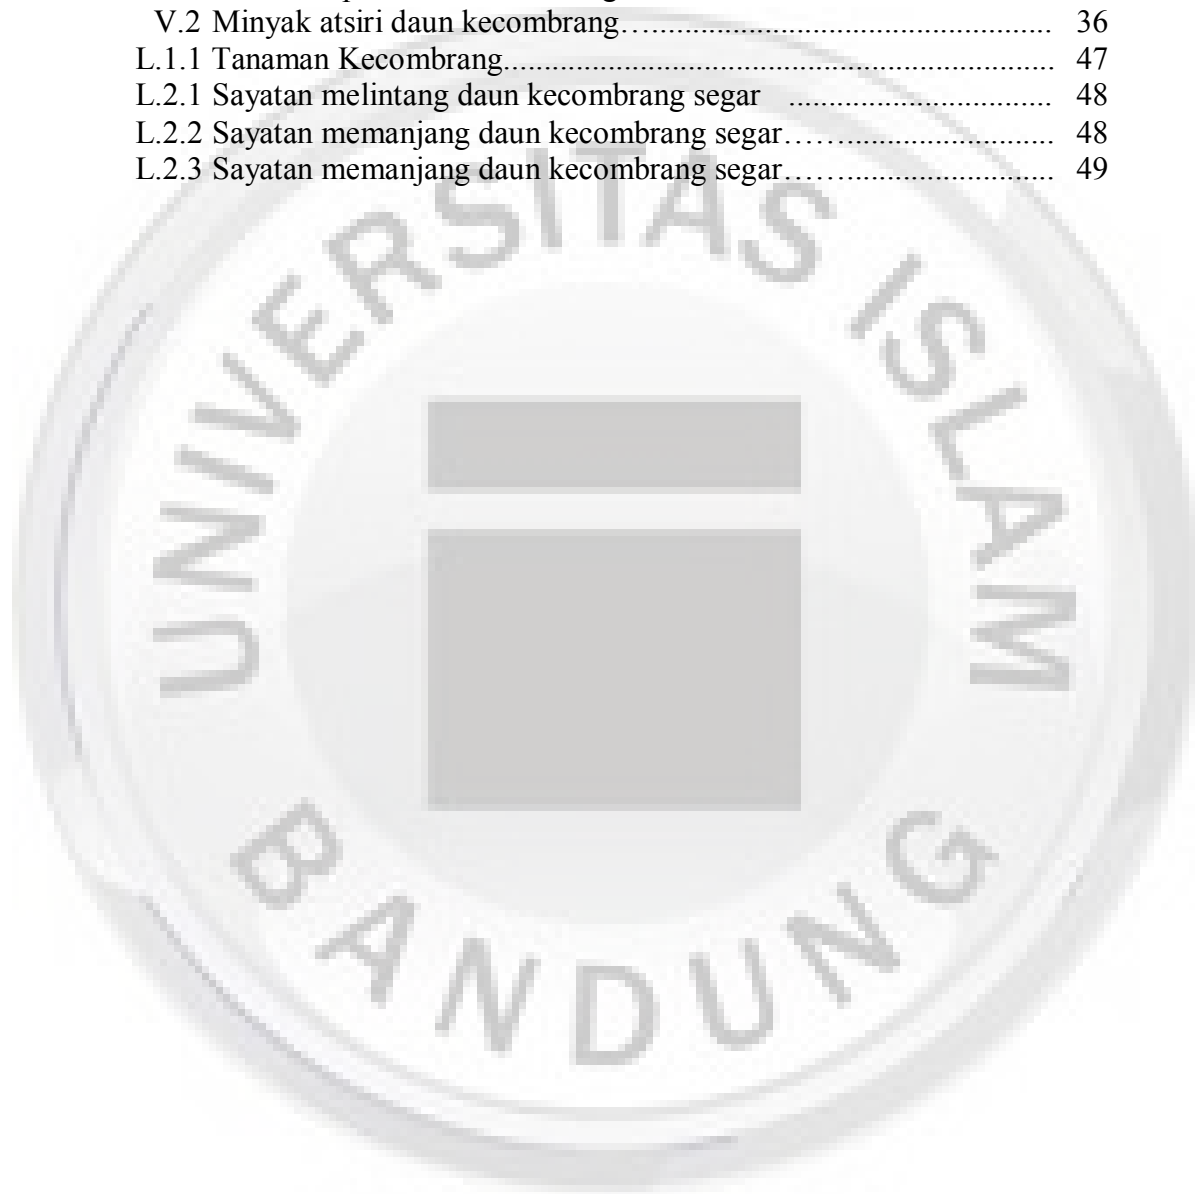 V.2 Minyak atsiri daun kecombrang…................................................. 36
L.1.1 Tanaman Kecombrang..................................................................... 47
L.2.1 Sayatan melintang daun kecombrang segar ................................. 48
L.2.2 Sayatan memanjang daun kecombrang segar……......................... 48
L.2.3 Sayatan memanjang daun kecombrang segar……......................... 49
UNIVERSITAS ISLAM
BANDUNG